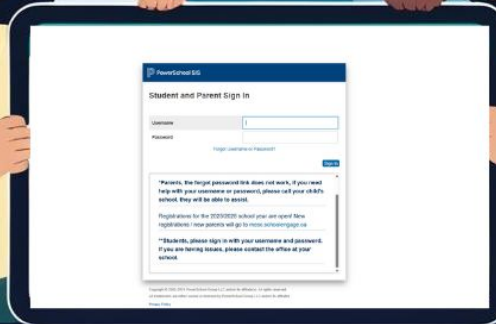 PowerSchool SIS
Student and Parent Sign In
Username
Password
Forgot Username or Password?
Sign In
*Parents, the forgot password link does not work, if you need
help with your username or password, please call your child's
school, they will be able to assist.
Registrations for the 2025/2026 school year are open! New
registrations / new parents will go to
**Students, please sign in with your username and password.
If you are having issues, please contact the office at your
school.
Privacy Policy